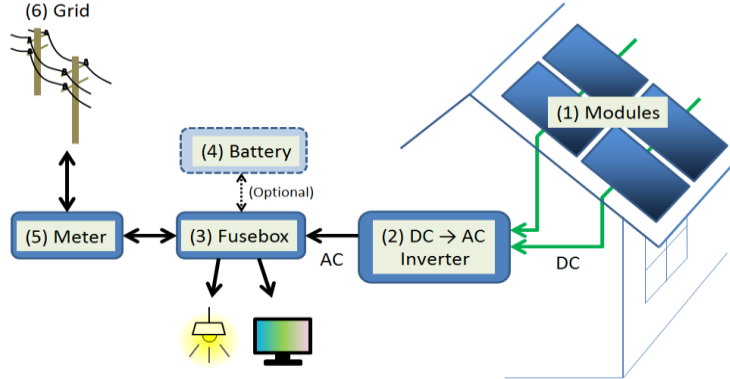 (6) Grid
(1) Modules
(4) Battery
(Optional)
(5) Meter
(3) Fusebox
(2) DC → AC
Inverter
AC
DC